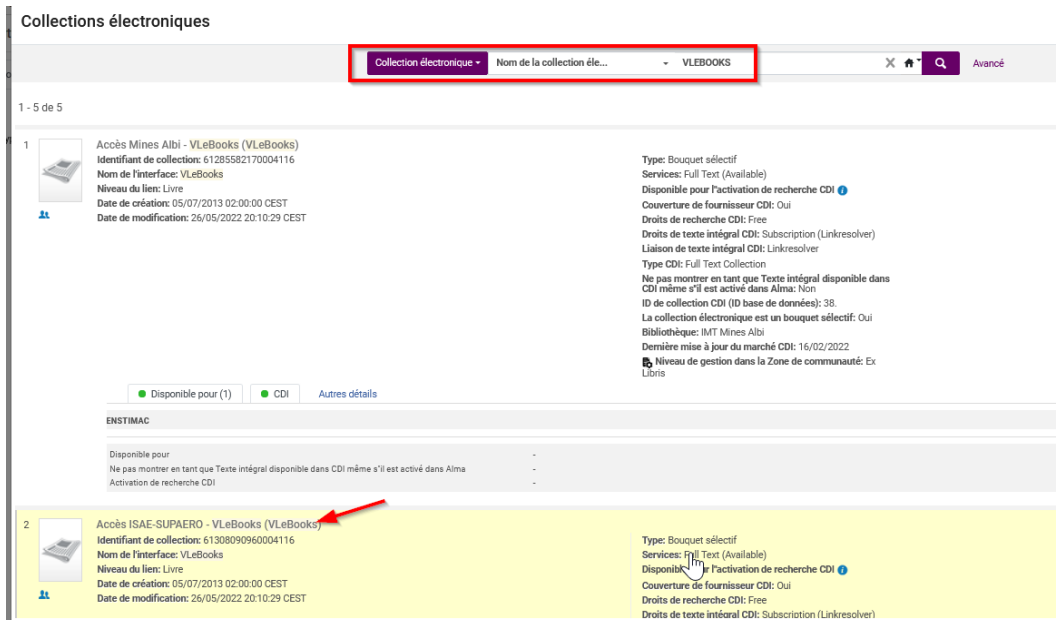 Collections électroniques
Collection électronique Nom de la collection éle... VLEBOOKS Avancé
1 - 5 de 5
1 Accès Mines Albi - VLeBooks (VLeBooks)
Identifiant de collection: 61285582170004116
Nom de l'interface: VLeBooks
Niveau du lien: Livre
Date de création: 05/07/2013 02:00:00 CEST
Date de modification: 26/05/2022 20:10:29 CEST
Type: Bouquet sélectif
Services: Full Text (Available)
Disponible pour l'activation de recherche CDI
Couverture de fournisseur CDI: Oui
Droits de recherche CDI: Free
Droits de texte intégral CDI: Subscription (Linkresolver)
Liaison de texte intégral CDI: Linkresolver
Type CDI: Full Text Collection
Ne pas montrer en tant que Texte intégral disponible dans
CDI même s'il est activé dans Alma: Non
ID de collection CDI (ID base de données): 38.
La collection électronique est un bouquet sélectif: Oui
Bibliothèque: IMT Mines Albi
Dernière mise à jour du marché CDI: 16/02/2022
Niveau de gestion dans la Zone de communauté: Ex
Libris
Disponible pour (1) CDI Autres détails
ENSTIMAC
Disponible pour -
Ne pas montrer en tant que Texte intégral disponible dans CDI même s'il est activé dans Alma -
Activation de recherche CDI -
2 Accès ISAE-SUPAERO - VLeBooks (VLeBooks)
Identifiant de collection: 61308090960004116
Nom de l'interface: VLeBooks
Niveau du lien: Livre
Date de création: 05/07/2013 02:00:00 CEST
Date de modification: 26/05/2022 20:10:29 CEST
Type: Bouquet sélectif
Services: Full Text (Available)
Disponible pour l'activation de recherche CDI
Couverture de fournisseur CDI: Oui
Droits de recherche CDI: Free
Droits de texte intégral CDI: Subscription (Linkresolver)